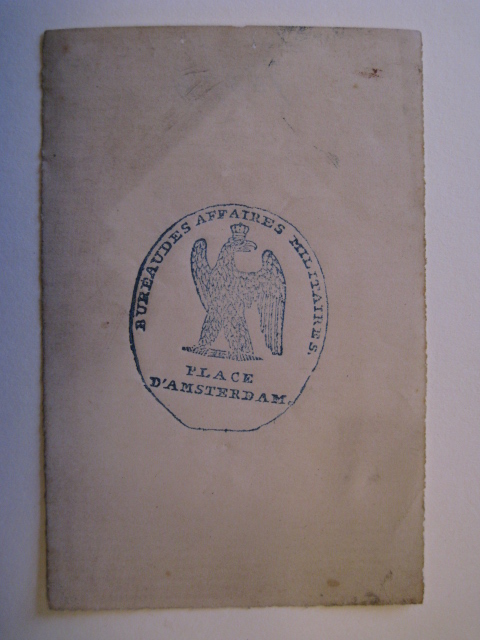 BUREAU DES AFFAIRES MILITAIRES.
PLACE
D'AMSTERDAM.